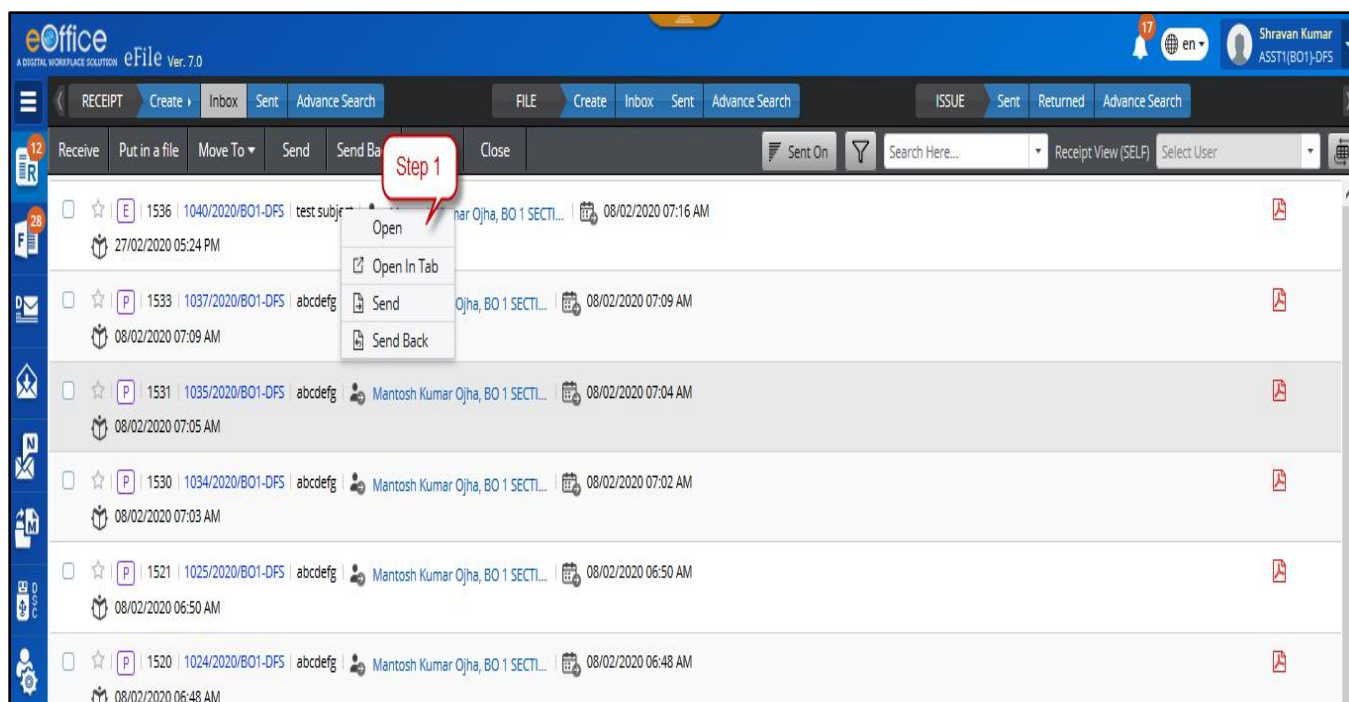 eOffice
A DIGITAL WORKPLACE SOLUTION eFile Ver. 7.0
17
en
Shravan Kumar
ASST1(BO1)-DFS
RECEIPT Create Inbox Sent Advance Search FILE Create Inbox Sent Advance Search ISSUE Sent Returned Advance Search
12
R
Receive Put in a file Move To Send Send Ba Close Sent On Search Here... Receipt View (SELF) Select User
Step 1
E 1536 1040/2020/BO1-DFS test subje nar Ojha, BO 1 SECTI... 08/02/2020 07:16 AM
27/02/2020 05:24 PM
28
F
Open
Open In Tab
Send
Send Back
D
P 1533 1037/2020/BO1-DFS abcdefg Ojha, BO 1 SECTI... 08/02/2020 07:09 AM
08/02/2020 07:09 AM
P 1531 1035/2020/BO1-DFS abcdefg Mantosh Kumar Ojha, BO 1 SECTI... 08/02/2020 07:04 AM
08/02/2020 07:05 AM
N
P 1530 1034/2020/BO1-DFS abcdefg Mantosh Kumar Ojha, BO 1 SECTI... 08/02/2020 07:02 AM
08/02/2020 07:03 AM
M
P 1521 1025/2020/BO1-DFS abcdefg Mantosh Kumar Ojha, BO 1 SECTI... 08/02/2020 06:50 AM
08/02/2020 06:50 AM
DSC
P 1520 1024/2020/BO1-DFS abcdefg Mantosh Kumar Ojha, BO 1 SECTI... 08/02/2020 06:48 AM
08/02/2020 06:48 AM